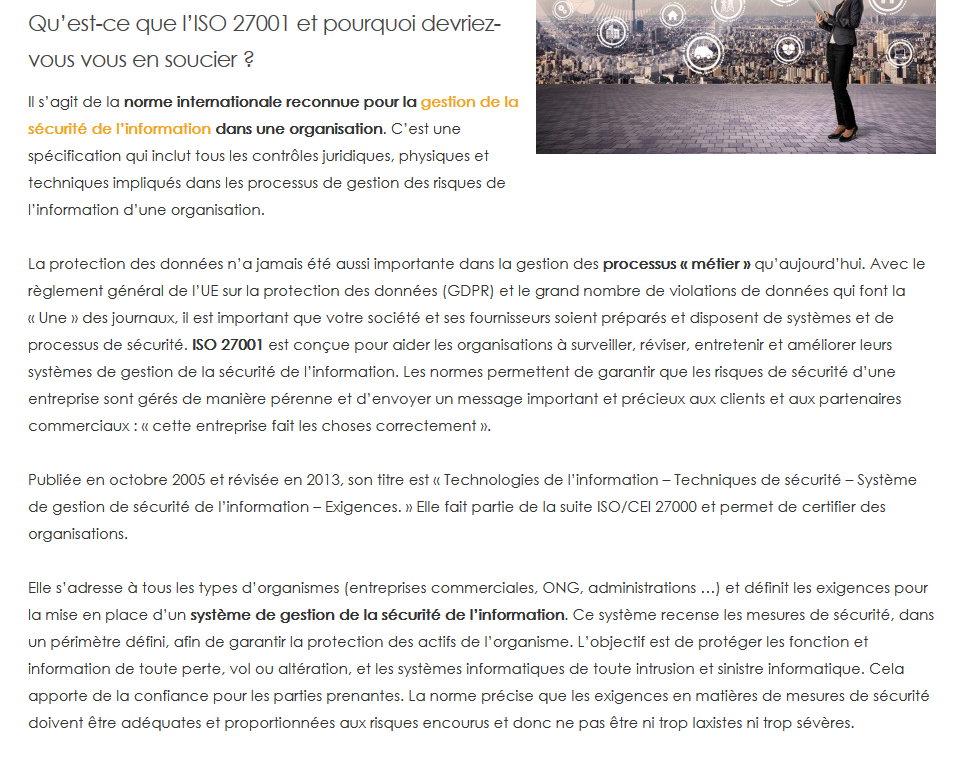 Qu’est-ce que l’ISO 27001 et pourquoi devriez-
vous vous en soucier ?
Il s’agit de la norme internationale reconnue pour la gestion de la
sécurité de l’information dans une organisation. C’est une
spécification qui inclut tous les contrôles juridiques, physiques et
techniques impliqués dans les processus de gestion des risques de
l’information d’une organisation.
La protection des données n’a jamais été aussi importante dans la gestion des processus « métier » qu’aujourd’hui. Avec le
règlement général de l’UE sur la protection des données (GDPR) et le grand nombre de violations de données qui font la
« Une » des journaux, il est important que votre société et ses fournisseurs soient préparés et disposent de systèmes et de
processus de sécurité. ISO 27001 est conçue pour aider les organisations à surveiller, réviser, entretenir et améliorer leurs
systèmes de gestion de la sécurité de l’information. Les normes permettent de garantir que les risques de sécurité d’une
entreprise sont gérés de manière pérenne et d’envoyer un message important et précieux aux clients et aux partenaires
commerciaux : « cette entreprise fait les choses correctement ».
Publiée en octobre 2005 et révisée en 2013, son titre est « Technologies de l’information – Techniques de sécurité – Système
de gestion de sécurité de l’information – Exigences. » Elle fait partie de la suite ISO/CEI 27000 et permet de certifier des
organisations.
Elle s’adresse à tous les types d’organismes (entreprises commerciales, ONG, administrations …) et définit les exigences pour
la mise en place d’un système de gestion de la sécurité de l’information. Ce système recense les mesures de sécurité, dans
un périmètre défini, afin de garantir la protection des actifs de l’organisme. L’objectif est de protéger les fonction et
information de toute perte, vol ou altération, et les systèmes informatiques de toute intrusion et sinistre informatique. Cela
apporte de la confiance pour les parties prenantes. La norme précise que les exigences en matières de mesures de sécurité
doivent être adéquates et proportionnées aux risques encourus et donc ne pas être ni trop laxistes ni trop sévères.